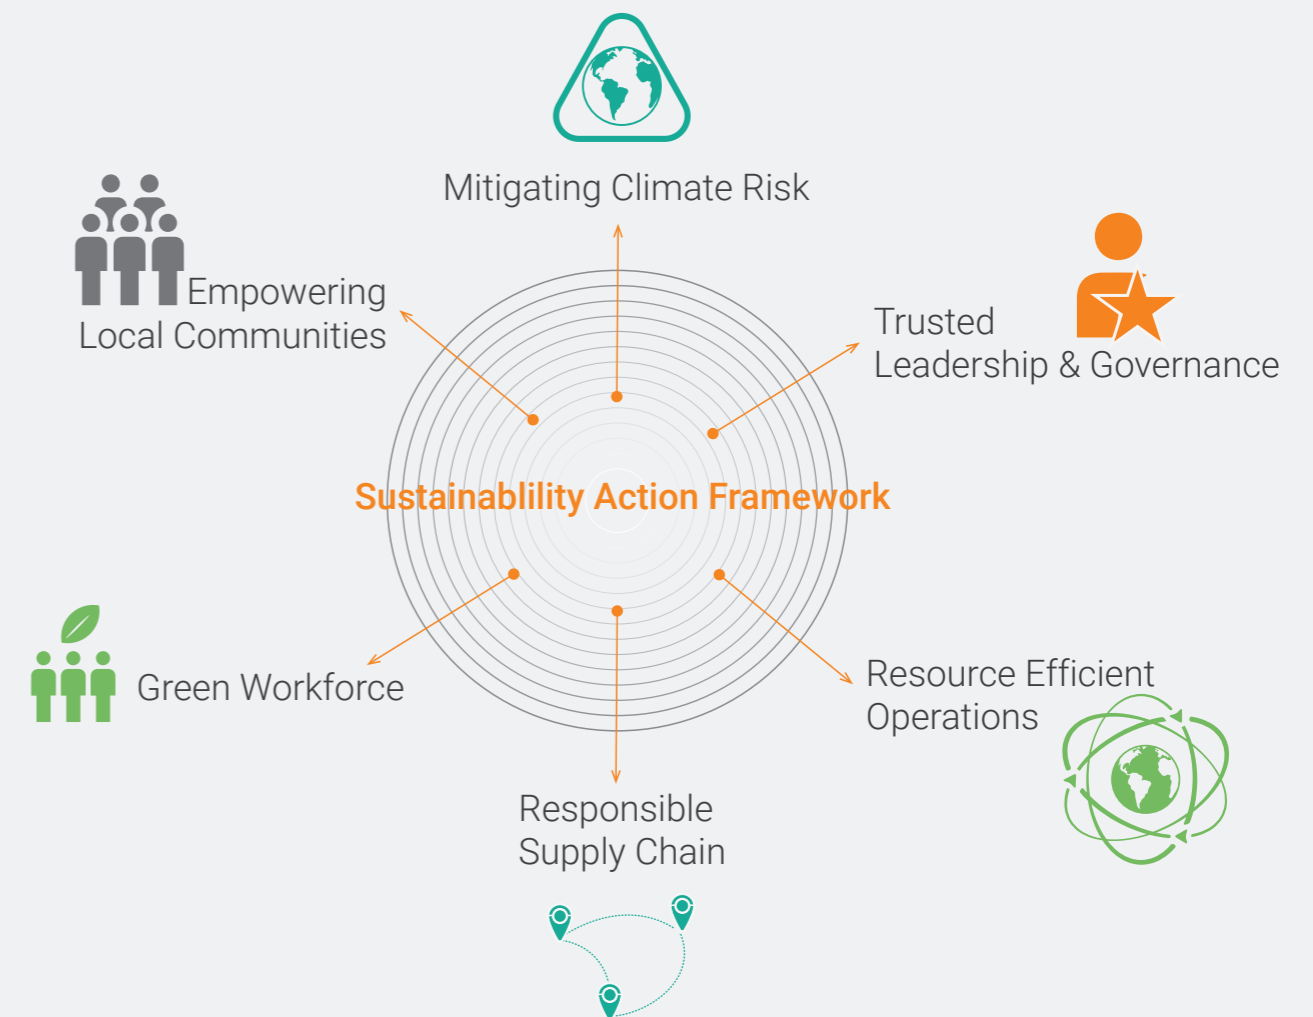 Mitigating Climate Risk
Empowering
Local Communities
Trusted
Leadership & Governance
Sustainablility Action Framework
Green Workforce
Resource Efficient
Operations
Responsible
Supply Chain